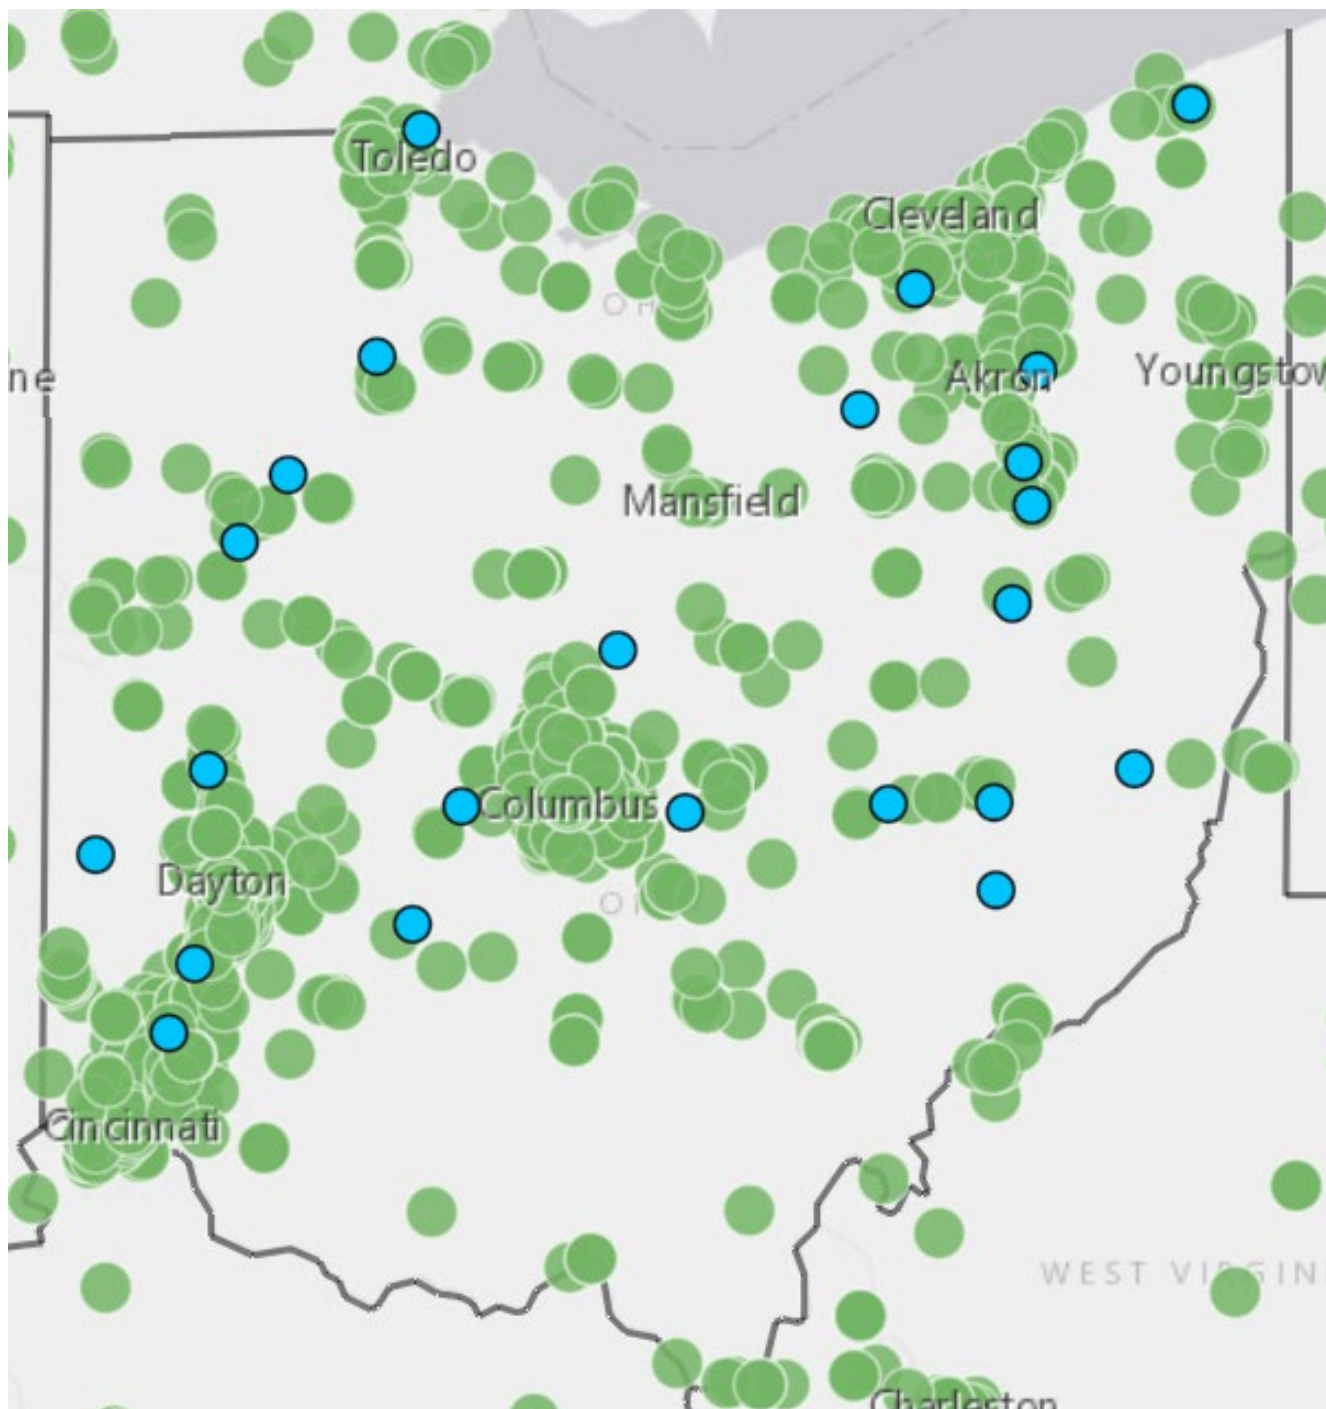 Toledo
Cleveland
O H
ne
Akron
Youngstow
Mansfield
Columbus
Dayton
O
Cincinnati
WEST VIRGIN
Charleston